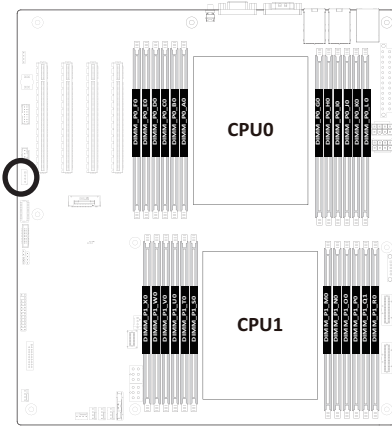 DIMM_P0_F0
DIMM_P0_E0
DIMM_P0_D0
DIMM_P0_C0
DIMM_P0_B0
DIMM_P0_A0
CPU0
DIMM_P0_G0
DIMM_P0_H0
DIMM_P0_I0
DIMM_P0_J0
DIMM_P0_K0
DIMM_P0_L0
DIMM_P1_X0
DIMM_P1_W0
DIMM_P1_V0
DIMM_P1_U0
DIMM_P1_T0
DIMM_P1_S0
CPU1
DIMM_P1_M0
DIMM_P1_N0
DIMM_P1_O0
DIMM_P1_P0
DIMM_P1_Q1
DIMM_P1_R0